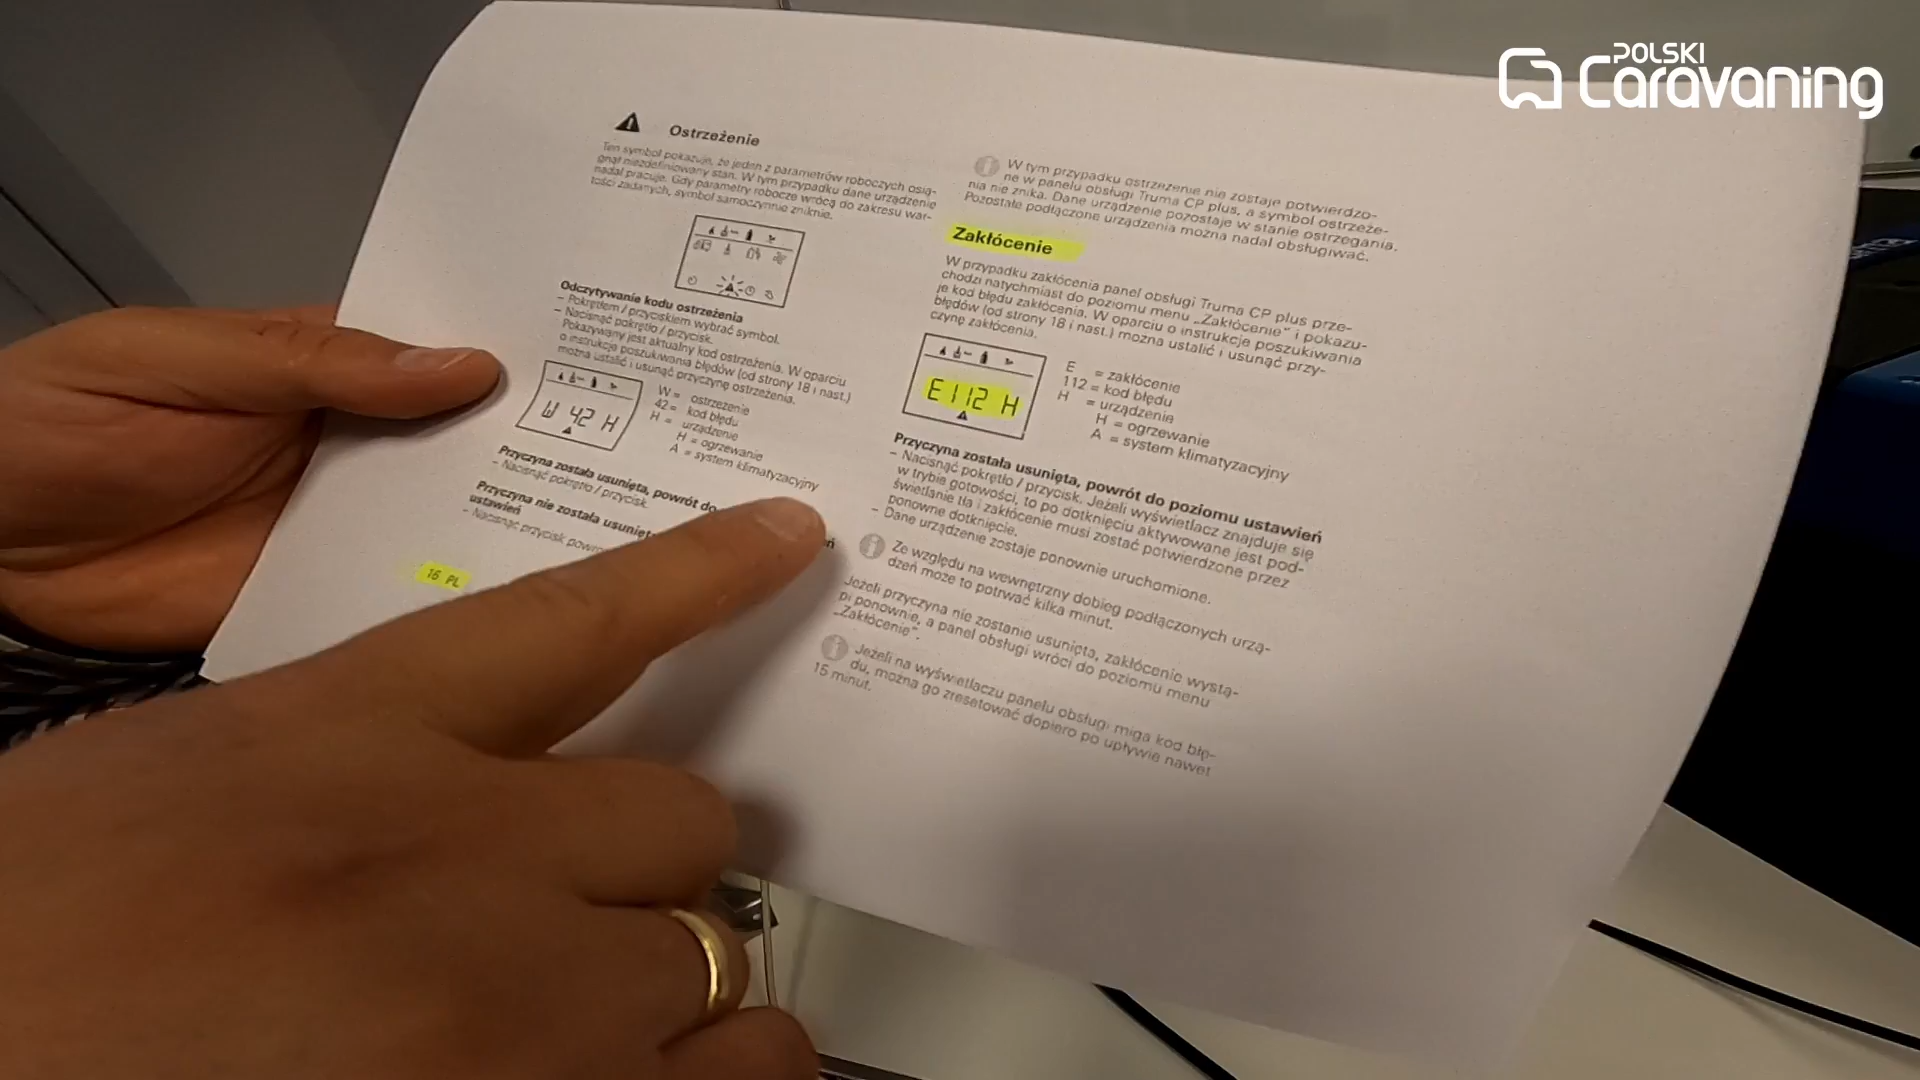 POLSKI
Caravaning
Ostrzeżenie
Ten symbol pokazuje, że jeden z parametrów roboczych osią-
gnął niezdefiniowany stan. W tym przypadku dane urządzenie
nadal pracuje. Gdy parametry robocze wrócą do zakresu war-
tości zadanych, symbol samoczynnie zniknie.
Odczytywanie kodu ostrzeżenia
– Pokrętłem / przyciskiem wybrać symbol.
– Nacisnąć pokrętło / przycisk.
Pokazywany jest aktualny kod ostrzeżenia. W oparciu
o instrukcje poszukiwania błędów (od strony 18 i nast.)
można ustalić i usunąć przyczynę ostrzeżenia.
W 42 H
W = ostrzeżenie
42 = kod błędu
H = urządzenie
H = ogrzewanie
A = system klimatyzacyjny
Przyczyna została usunięta, powrót do
– Nacisnąć pokrętło / przycisk.
Przyczyna nie została usunięta
ustawień
– Nacisnąć przycisk
16 PL
W tym przypadku ostrzeżenie nie zostaje potwierdzo-
ne w panelu obsługi Truma CP plus, a symbol ostrzeże-
nia nie znika. Dane urządzenie pozostaje w stanie ostrzegania.
Pozostałe podłączone urządzenia można nadal obsługiwać.
Zakłócenie
W przypadku zakłócenia panel obsługi Truma CP plus prze-
chodzi natychmiast do poziomu menu „Zakłócenie” i pokazu-
je kod błędu zakłócenia. W oparciu o instrukcje poszukiwania
błędów (od strony 18 i nast.) można ustalić i usunąć przy-
czynę zakłócenia.
E112 H
E = zakłócenie
112 = kod błędu
H = urządzenie
H = ogrzewanie
A = system klimatyzacyjny
Przyczyna została usunięta, powrót do poziomu ustawień
– Nacisnąć pokrętło / przycisk. Jeżeli wyświetlacz znajduje się
w trybie gotowości, to po dotknięciu aktywowane jest pod-
świetlanie tła i zakłócenie musi zostać potwierdzone przez
ponowne dotknięcie.
– Dane urządzenie zostaje ponownie uruchomione.
Ze względu na wewnętrzny dobieg podłączonych urzą-
dzeń może to potrwać kilka minut.
Jeżeli przyczyna nie zostanie usunięta, zakłócenie wystą-
pi ponownie, a panel obsługi wróci do poziomu menu
„Zakłócenie”.
Jeżeli na wyświetlaczu panelu obsługi miga kod błę-
du, można go zresetować dopiero po upływie nawet
15 minut.